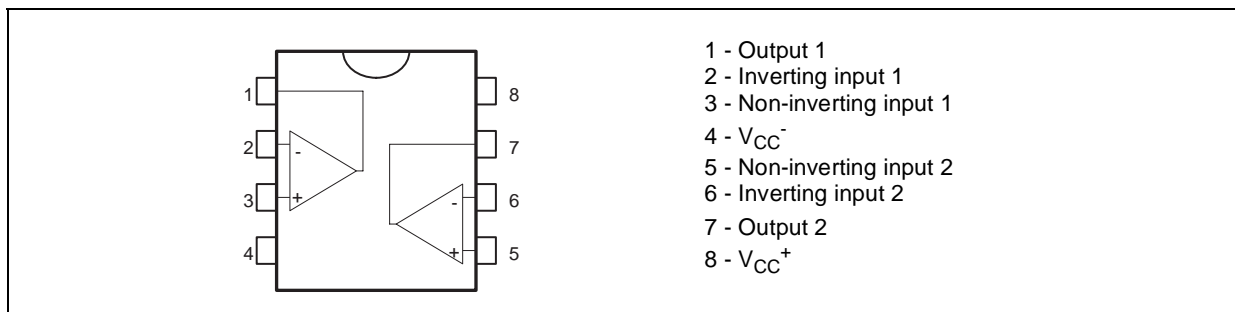 1
2
-
3
+
4
8
7
6
-
5
+
1 - Output 1
2 - Inverting input 1
3 - Non-inverting input 1
4 - VCC-
5 - Non-inverting input 2
6 - Inverting input 2
7 - Output 2
8 - VCC+